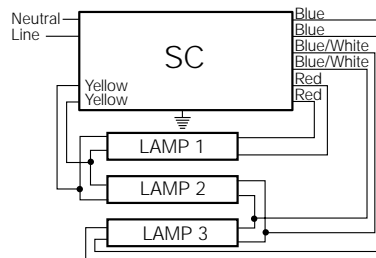 Neutral
Line
SC
Blue
Blue
Blue/White
Blue/White
Red
Red
Yellow
Yellow
LAMP 1
LAMP 2
LAMP 3